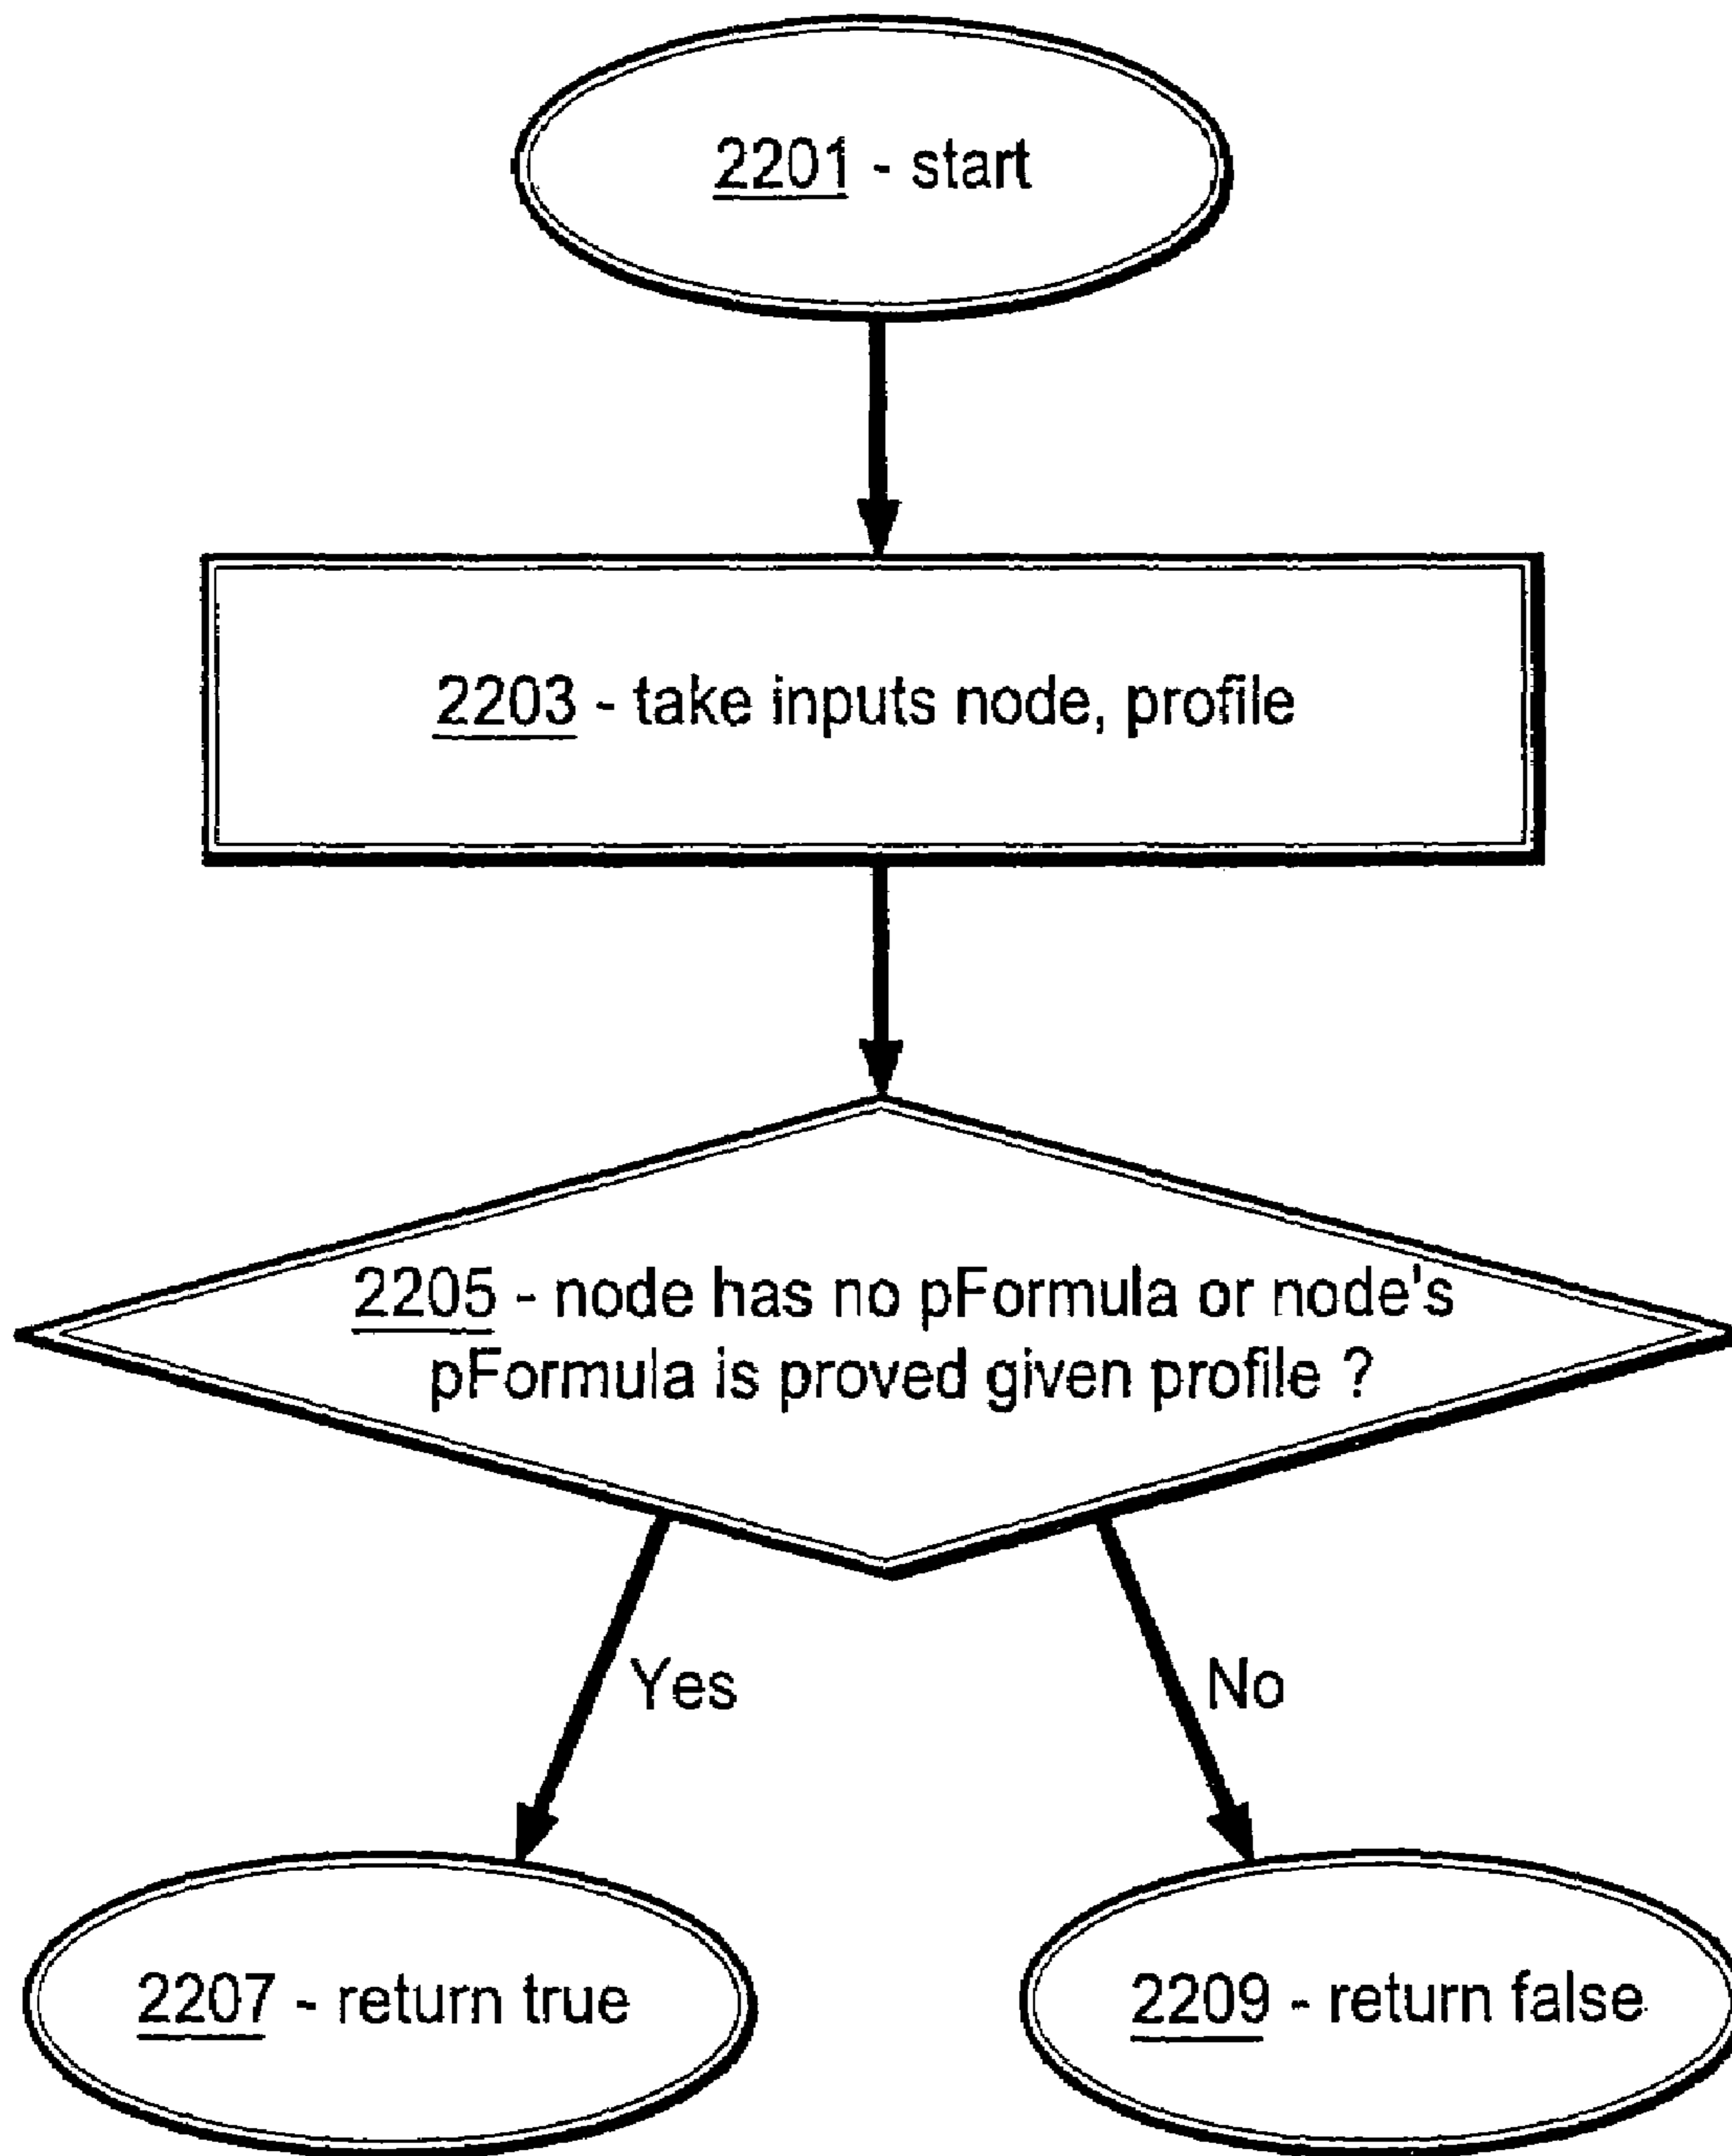 2201 - start
2203 - take inputs node, profile
2205 - node has no pFormula or node's
pFormula is proved given profile ?
Yes
No
2207 - return true
2209 - return false